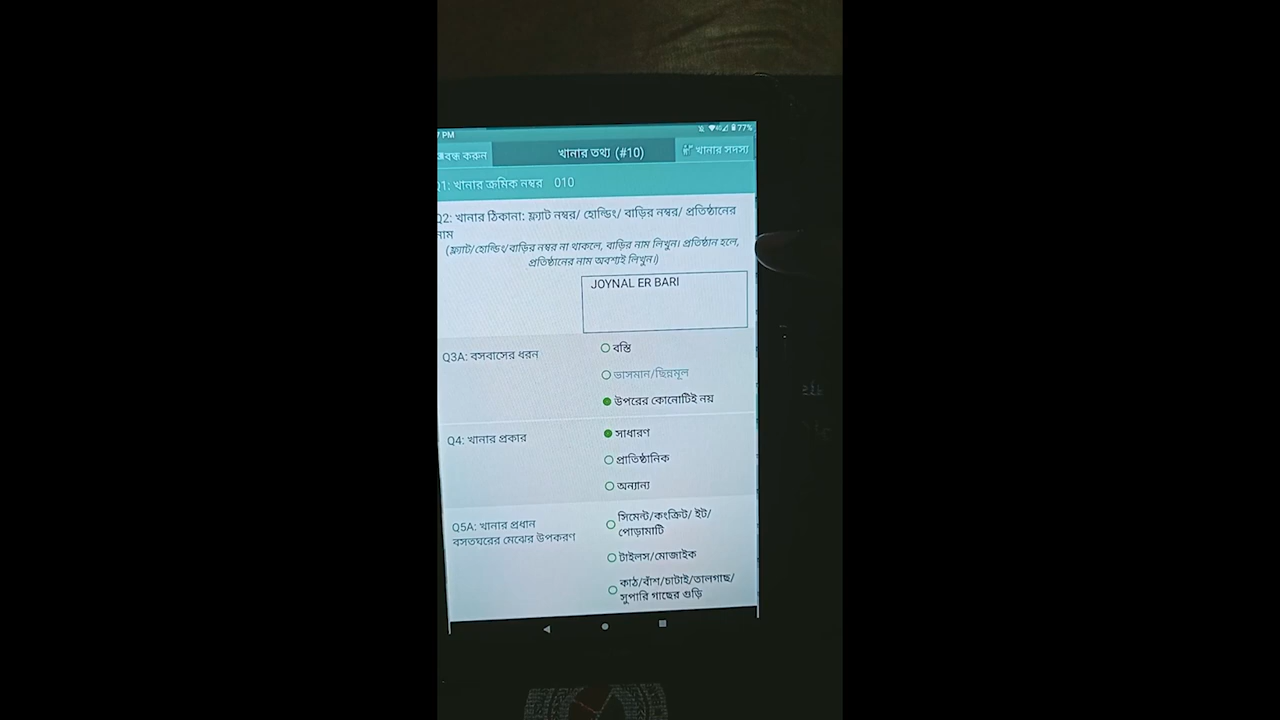 PM 77%
বন্ধ করুন খানার তথ্য (#10) খানার সদস্য
Q1: খানার ক্রমিক নম্বর 010
Q2: খানার ঠিকানা: ফ্ল্যাট নম্বর/ হোল্ডিং/ বাড়ির নম্বর/ প্রতিষ্ঠানের
নাম
(ফ্ল্যাট/হোল্ডিং/বাড়ির নম্বর না থাকলে, বাড়ির নাম লিখুন। প্রতিষ্ঠান হলে,
প্রতিষ্ঠানের নাম অবশ্যই লিখুন।)
JOYNAL ER BARI
Q3A: বসবাসের ধরন
বস্তি
ভাসমান/ছিন্নমূল
উপরের কোনোটিই নয়
Q4: খানার প্রকার
সাধারণ
প্রাতিষ্ঠানিক
অন্যান্য
Q5A: খানার প্রধান
বসতঘরের মেঝের উপকরণ
সিমেন্ট/কংক্রিট/ ইট/
পোড়ামাটি
টাইলস/মোজাইক
কাঠ/বাঁশ/চাটাই/তালগাছ/
সুপারি গাছের গুড়ি